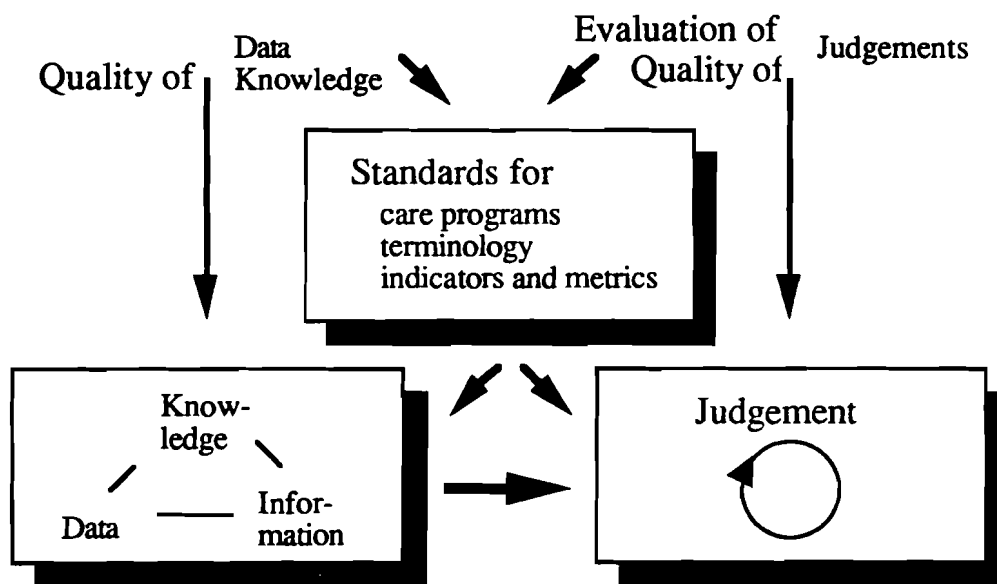 Quality of
Data
Knowledge
Evaluation of
Quality of
Judgements
Standards for
care programs
terminology
indicators and metrics
Know-
ledge
Data
Infor-
mation
Judgement